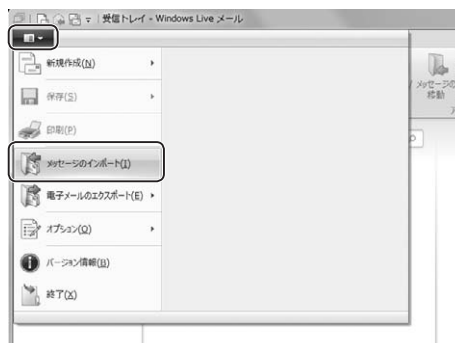 受信トレイ - Windows Live メール
新規作成(N)
メッセージの
移動
保存(S)
印刷(P)
メッセージのインポート(I)
電子メールのエクスポート(E)
オプション(O)
バージョン情報(B)
終了(X)